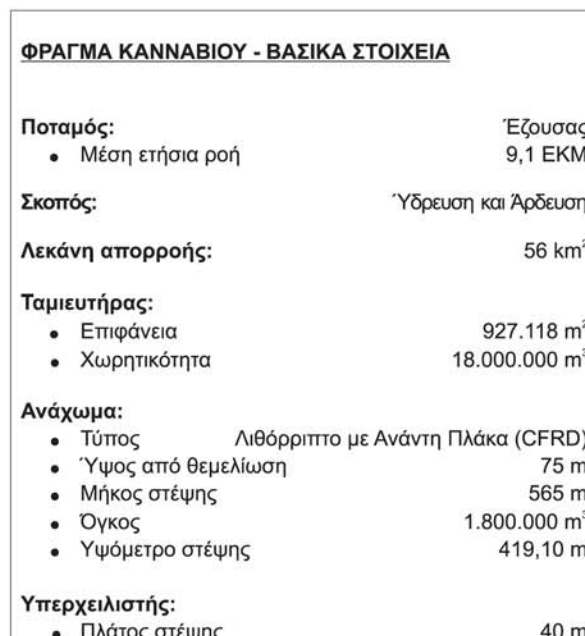 ΦΡΑΓΜΑ ΚΑΝΝΑΒΙΟΥ - ΒΑΣΙΚΑ ΣΤΟΙΧΕΙΑ
Ποταμός: Έζουσας
• Μέση ετήσια ροή 9,1 ΕΚΜ
Σκοπός: Ύδρευση και Άρδευση
Λεκάνη απορροής: 56 km²
Ταμιευτήρας:
• Επιφάνεια 927.118 m²
• Χωρητικότητα 18.000.000 m³
Ανάχωμα:
• Τύπος Λιθόρριπτο με Ανάντη Πλάκα (CFRD)
• Ύψος από θεμελίωση 75 m
• Μήκος στέψης 565 m
• Όγκος 1.800.000 m³
• Υψόμετρο στέψης 419,10 m
Υπερχειλιστής:
• Πλάτος στέψης 40 m